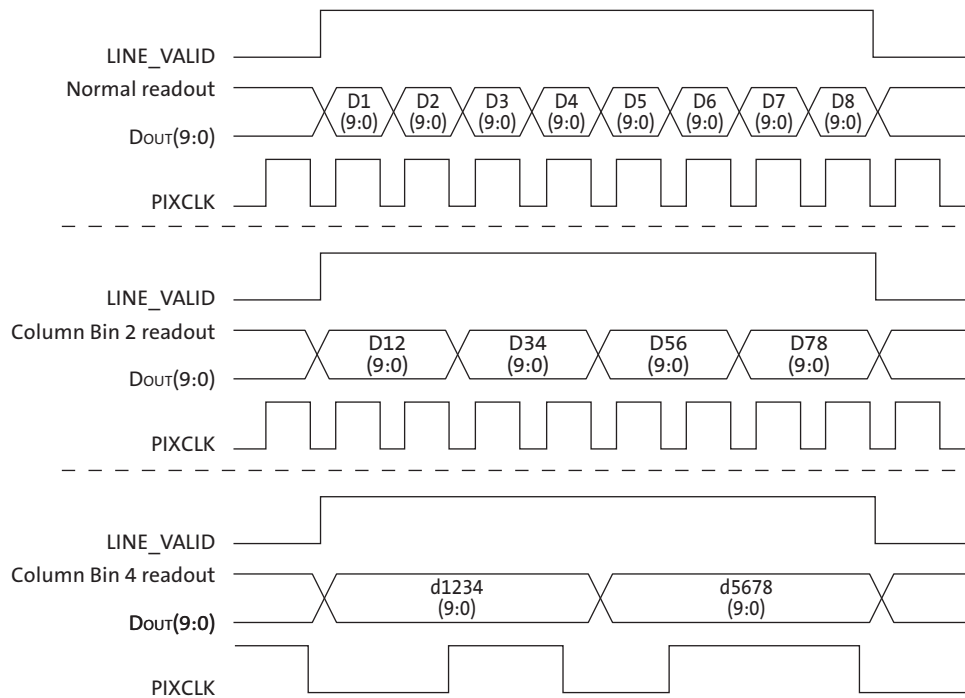 LINE_VALID
Normal readout
D1 D2 D3 D4 D5 D6 D7 D8
(9:0) (9:0) (9:0) (9:0) (9:0) (9:0) (9:0) (9:0)
DOUT(9:0)
PIXCLK
LINE_VALID
Column Bin 2 readout
D12 D34 D56 D78
(9:0) (9:0) (9:0) (9:0)
DOUT(9:0)
PIXCLK
LINE_VALID
Column Bin 4 readout
d1234 d5678
(9:0) (9:0)
DOUT(9:0)
PIXCLK